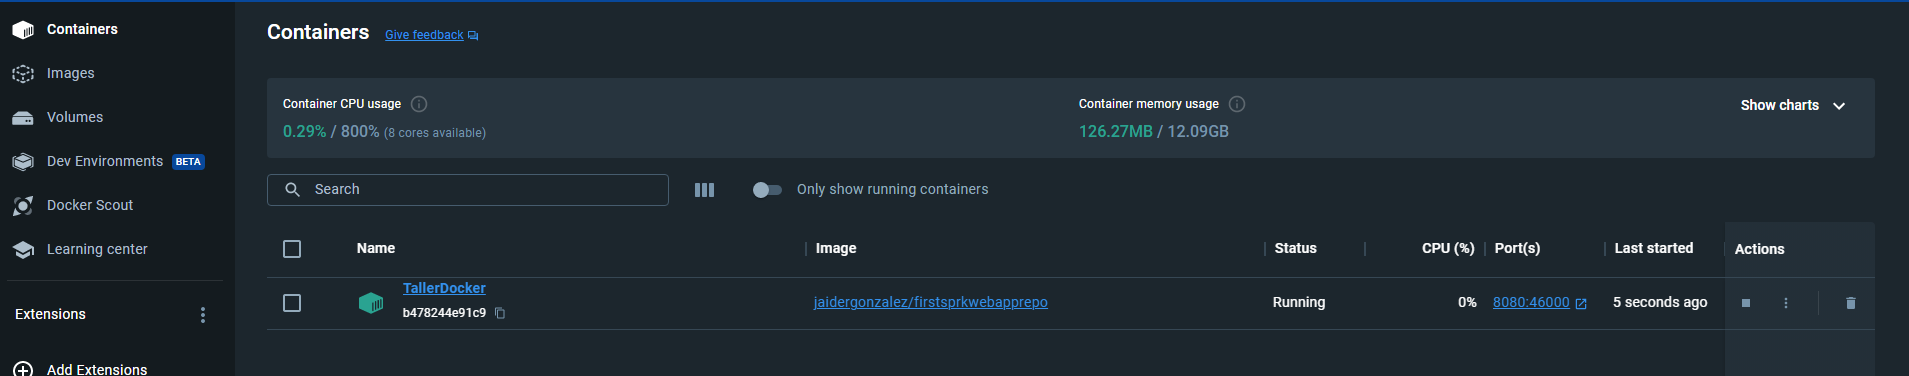 Containers
Images
Volumes
Dev Environments BETA
Docker Scout
Learning center
Extensions
Add Extensions
Containers Give feedback
Container CPU usage
0.29% / 800% (8 cores available)
Container memory usage
126.27MB / 12.09GB
Show charts
Search
Only show running containers
Name Image Status CPU (%) Port(s) Last started Actions
TallerDocker
b478244e91c9
jaidergonzalez/firstsprkwebapprepo Running 0% 8080:46000 5 seconds ago